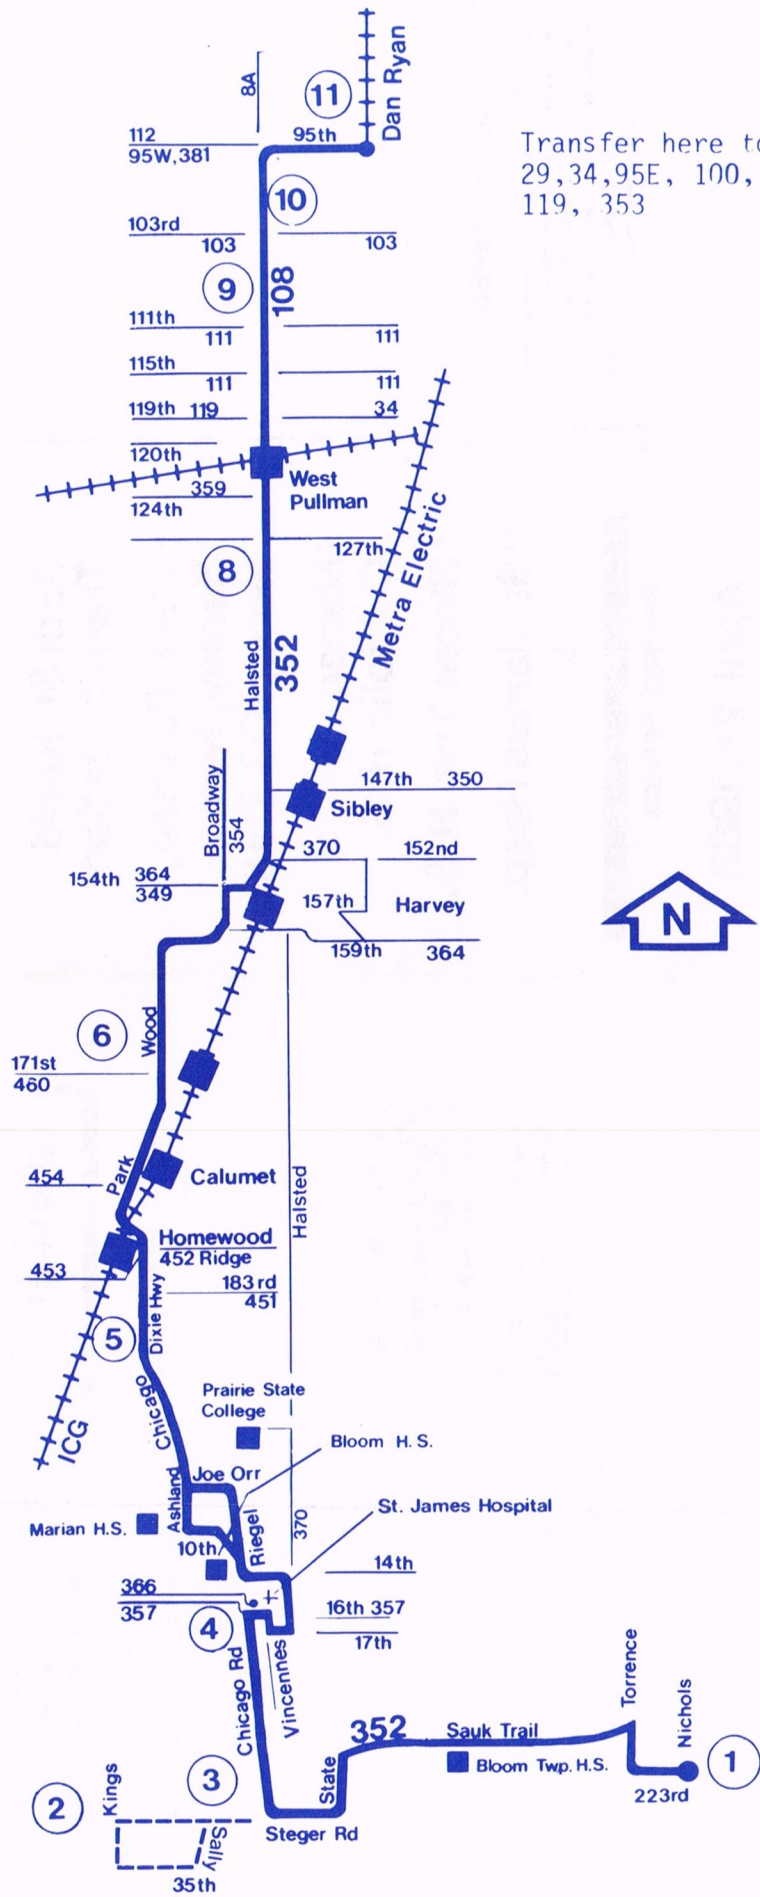 Dan Ryan
8A
11
112
95th
95W,381
Transfer here to
29,34,95E, 100,
119, 353
10
103rd
103
103
9
108
111th
111
111
115th
111
111
119th 119
34
120th
359
West
Pullman
124th
127th
8
Metra Electric
Halsted
352
Broadway
354
147th 350
Sibley
370
152nd
154th
364
349
157th
Harvey
159th
364
N
6
Wood
171st
460
Park
454
Calumet
Halsted
Homewood
452 Ridge
453
183rd
451
Dixie Hwy
5
Chicago
ICG
Prairie State
College
Bloom H.S.
Joe Orr
Ashland
Riegel
370
St. James Hospital
Marian H.S.
10th
14th
366
357
4
16th 357
17th
Chicago Rd
Vincennes
Torrence
Nichols
352
Sauk Trail
Bloom Twp. H.S.
1
223rd
3
State
2
Kings
Sally
Steger Rd
35th